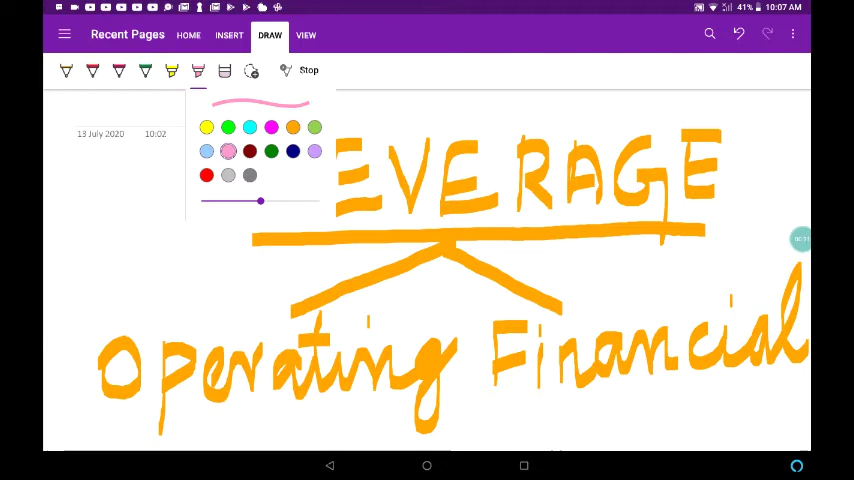 41% 10:07 AM
Recent Pages HOME INSERT DRAW VIEW
Stop
13 July 2020 10:02
EVERAGE
Operating Financial